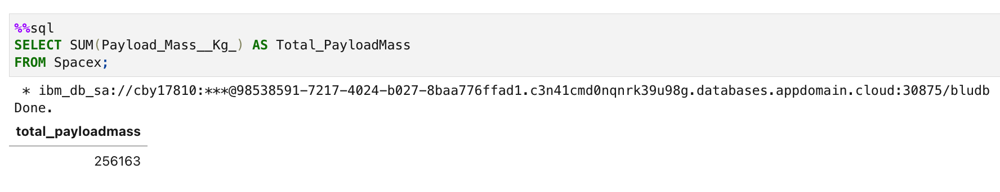 %%sql
SELECT SUM(Payload_Mass__Kg_) AS Total_PayloadMass
FROM Spacex;
* ibm_db_sa://cby17810:***@98538591-7217-4024-b027-8baa776ffad1.c3n41cmd0nqnrk39u98g.databases.appdomain.cloud:30875/bludb
Done.
total_payloadmass
256163